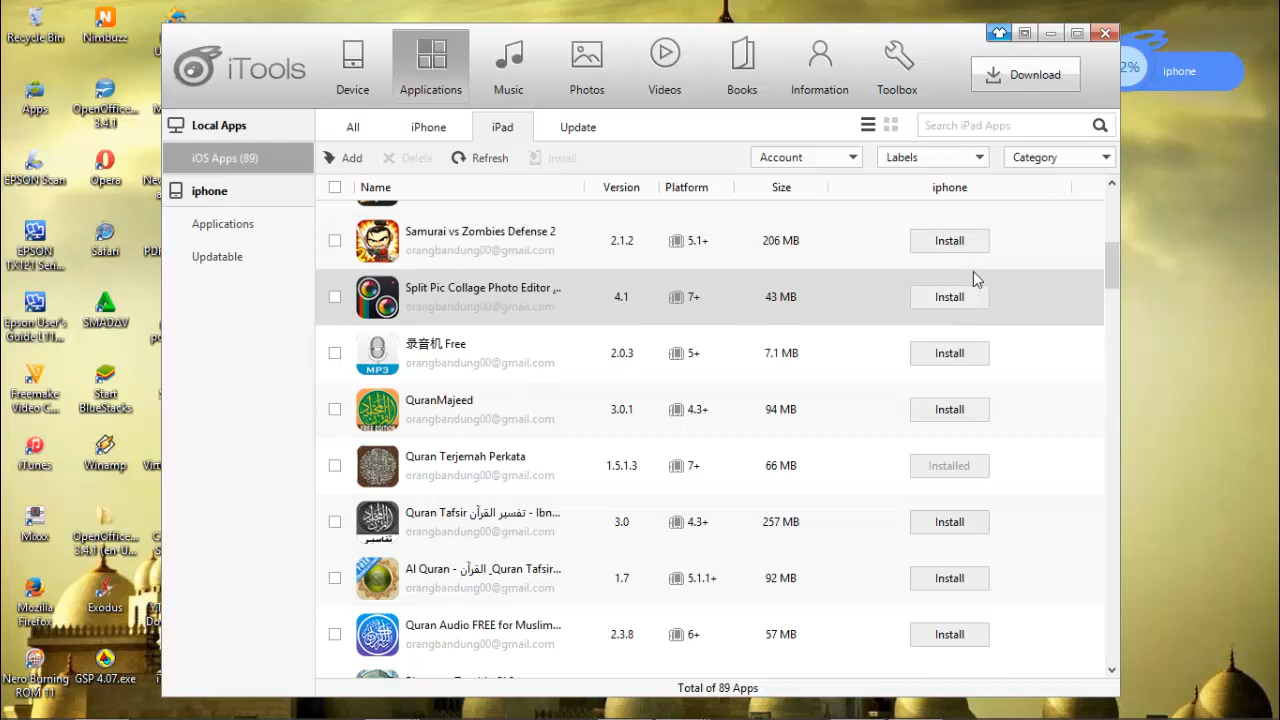 Recycle Bin
Nimbuzz
iTools
Device
Applications
Music
Photos
Videos
Books
Information
Toolbox
Download
2%
iphone
Apps
OpenOffice...
3.4.1
EPSON Scan
Opera
EPSON
TX121 Seri...
Safari
Epson User's
Guide L11...
SMADAV
Freemake
Video C...
Start
BlueStacks
iTunes
Winamp
Mixxx
OpenOffice...
3.4.1 (en-U...
Mozilla
Firefox
Exodus
Nero Burning
ROM 11
GSP 4.07.exe
Local Apps
iOS Apps (89)
iphone
Applications
Updatable
All
iPhone
iPad
Update
Search iPad Apps
Add
Delete
Refresh
Install
Account
Labels
Category
Name
Version
Platform
Size
iphone
Samurai vs Zombies Defense 2
orangbandung00@gmail.com
2.1.2
5.1+
206 MB
Install
Split Pic Collage Photo Editor ,...
orangbandung00@gmail.com
4.1
7+
43 MB
Install
MP3
录音机 Free
orangbandung00@gmail.com
2.0.3
5+
7.1 MB
Install
FREE EDITION
QuranMajeed
orangbandung00@gmail.com
3.0.1
4.3+
94 MB
Install
Quran Terjemah Perkata
orangbandung00@gmail.com
1.5.1.3
7+
66 MB
Installed
Quran Tafsir تفسير القرآن - Ibn...
orangbandung00@gmail.com
3.0
4.3+
257 MB
Install
FREE
Al Quran - القرآن_Quran Tafsir...
orangbandung00@gmail.com
1.7
5.1.1+
92 MB
Install
Quran Audio FREE for Muslim...
orangbandung00@gmail.com
2.3.8
6+
57 MB
Install
Total of 89 Apps